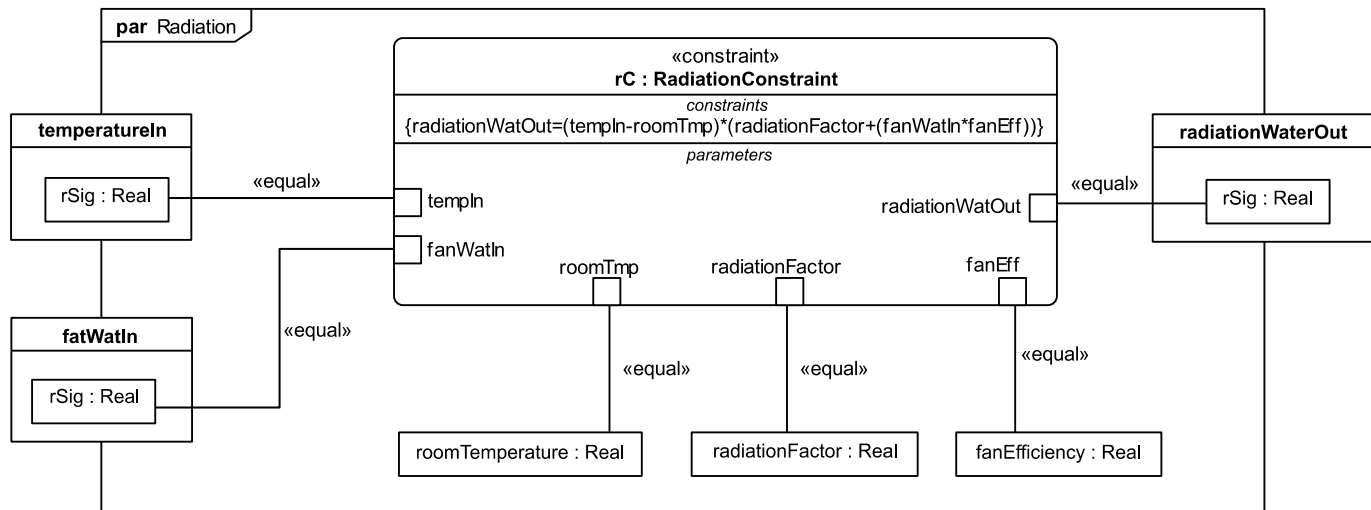 par Radiation
«constraint»
rC : RadiationConstraint
constraints
{radiationWatOut=(tempIn-roomTmp)*(radiationFactor+(fanWatIn*fanEff))}
parameters
temperatureIn
rSig : Real
«equal»
tempIn
radiationWatOut
«equal»
radiationWaterOut
rSig : Real
fanWatIn
roomTmp
radiationFactor
fanEff
fatWatIn
rSig : Real
«equal»
«equal»
«equal»
«equal»
roomTemperature : Real
radiationFactor : Real
fanEfficiency : Real